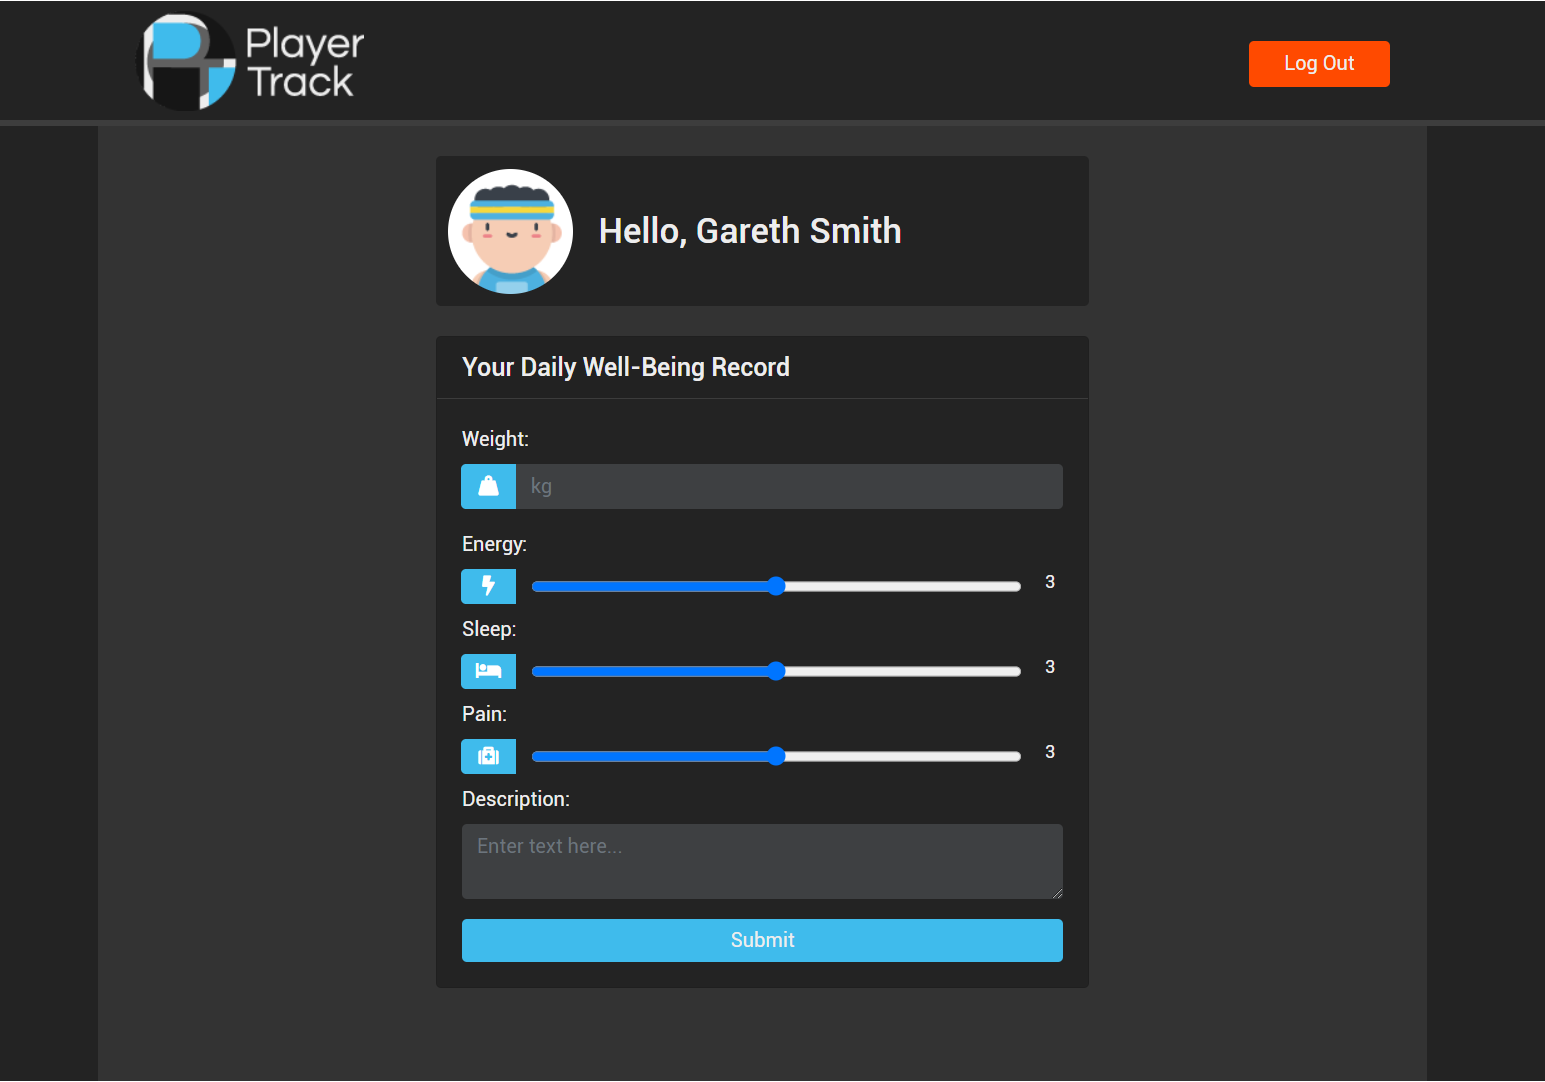 Player
Track
Log Out
Hello, Gareth Smith
Your Daily Well-Being Record
Weight:
kg
Energy:
3
Sleep:
3
Pain:
3
Description:
Enter text here...
Submit